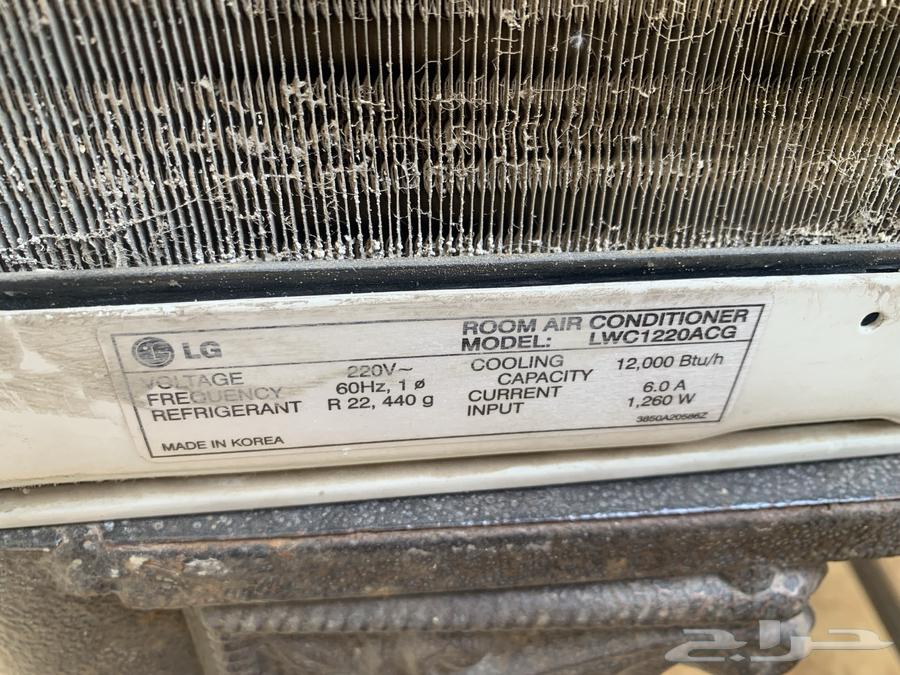 LG
ROOM AIR CONDITIONER
MODEL: LWC1220ACG
VOLTAGE 220V~
FREQUENCY 60Hz, 1 ø
REFRIGERANT R 22, 440 g
COOLING CAPACITY 12,000 Btu/h
CURRENT 6.0 A
INPUT 1,260 W
3850A20586Z
MADE IN KOREA
حراج